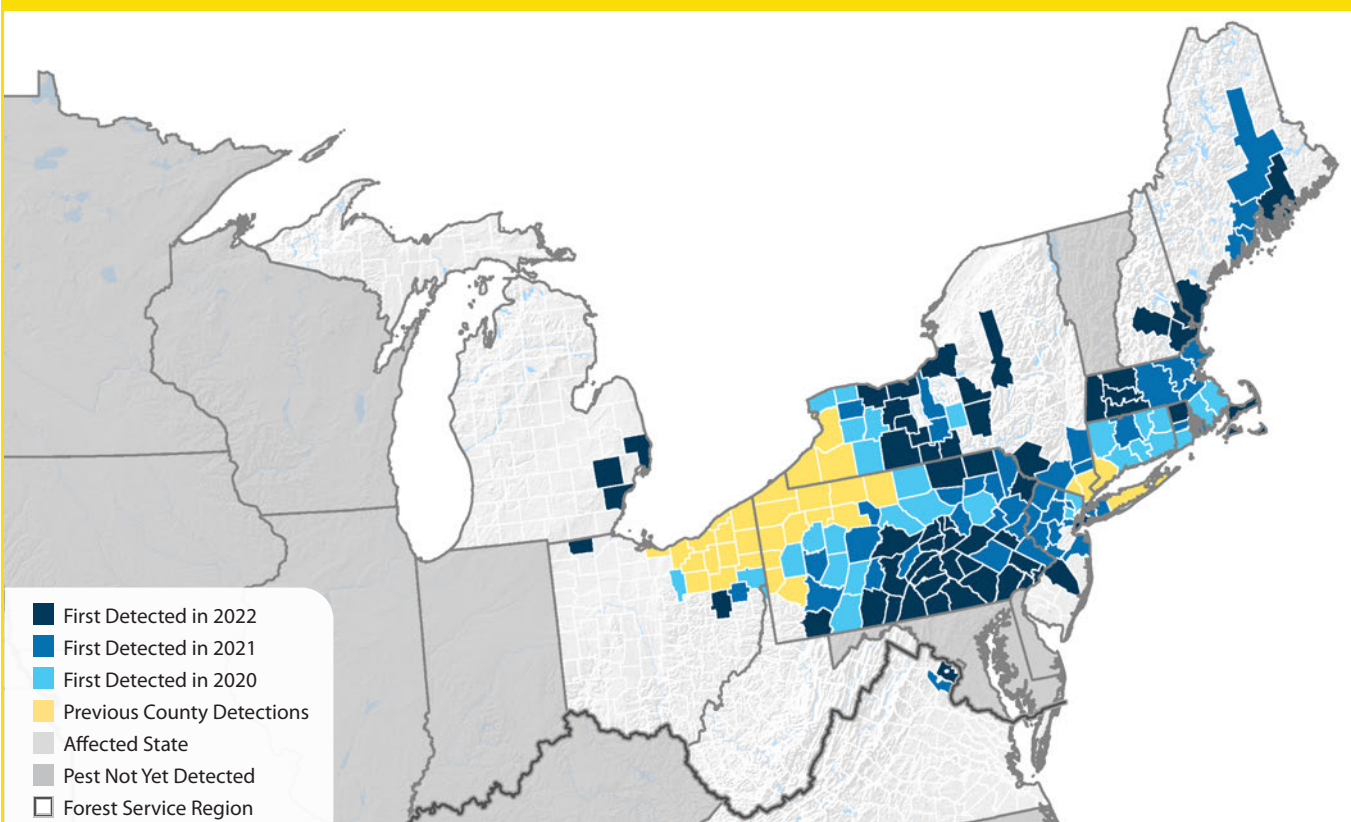 First Detected in 2022
First Detected in 2021
First Detected in 2020
Previous County Detections
Affected State
Pest Not Yet Detected
Forest Service Region